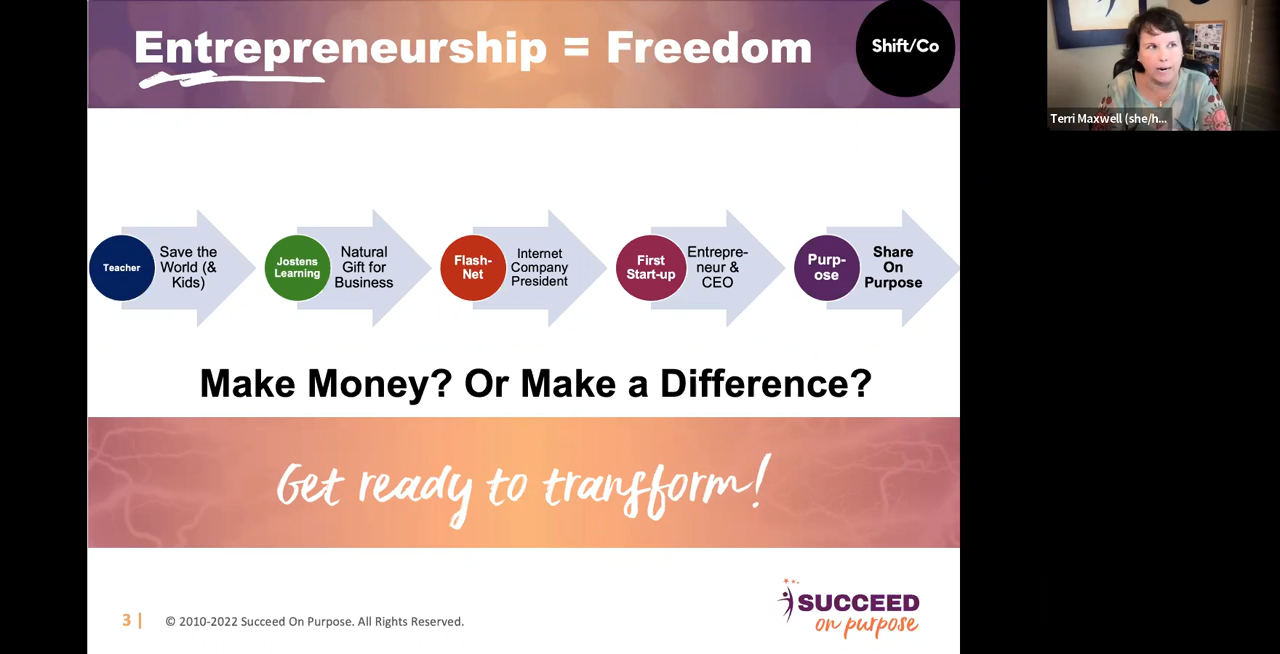 Entrepreneurship = Freedom
Shift/Co
Terri Maxwell (she/h...
Teacher
Save the
World (&
Kids)
Jostens
Learning
Natural
Gift for
Business
Flash-
Net
Internet
Company
President
First
Start-up
Entrepre-
neur &
CEO
Purp-
ose
Share
On
Purpose
Make Money? Or Make a Difference?
Get ready to transform!
3 |
© 2010-2022 Succeed On Purpose. All Rights Reserved.
SUCCEED
on purpose